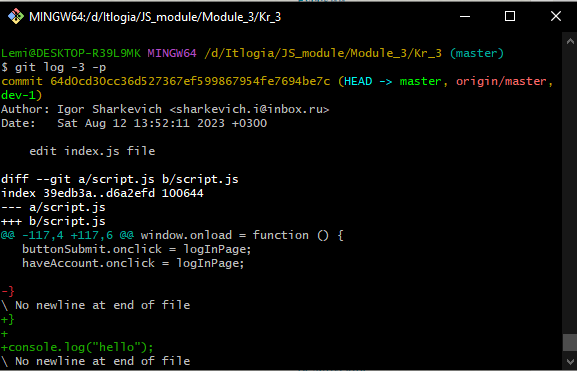 MINGW64:/d/Itlogia/JS_module/Module_3/Kr_3
Lemi@DESKTOP-R39L9MK MINGW64 /d/Itlogia/JS_module/Module_3/Kr_3 (master)
$ git log -3 -p
commit 64d0cd30cc36d527367ef599867954fe7694be7c (HEAD -> master, origin/master,
dev-1)
Author: Igor Sharkevich <sharkevich.i@inbox.ru>
Date:   Sat Aug 12 13:52:11 2023 +0300
    edit index.js file
diff --git a/script.js b/script.js
index 39edb3a..d6a2efd 100644
--- a/script.js
+++ b/script.js
@@ -117,4 +117,6 @@ window.onload = function () {
   buttonSubmit.onclick = logInPage;
   haveAccount.onclick = logInPage;
-}
\ No newline at end of file
+}
+
+console.log("hello");
\ No newline at end of file